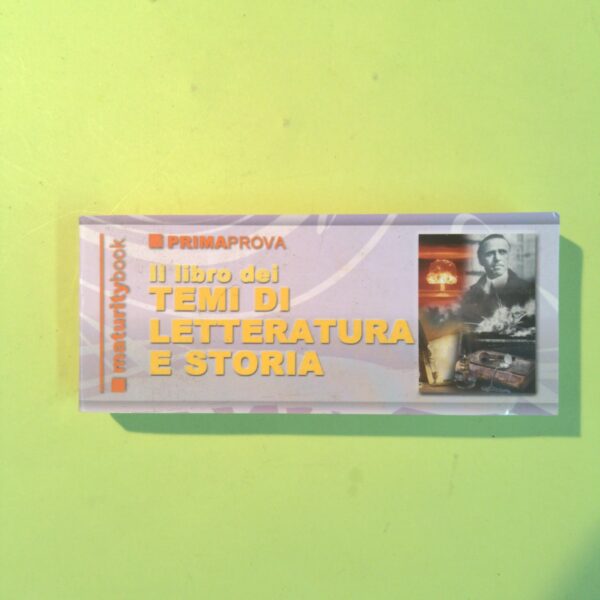 maturitybook
PRIMAPROVA
Il libro dei
TEMI DI
LETTERATURA
E STORIA